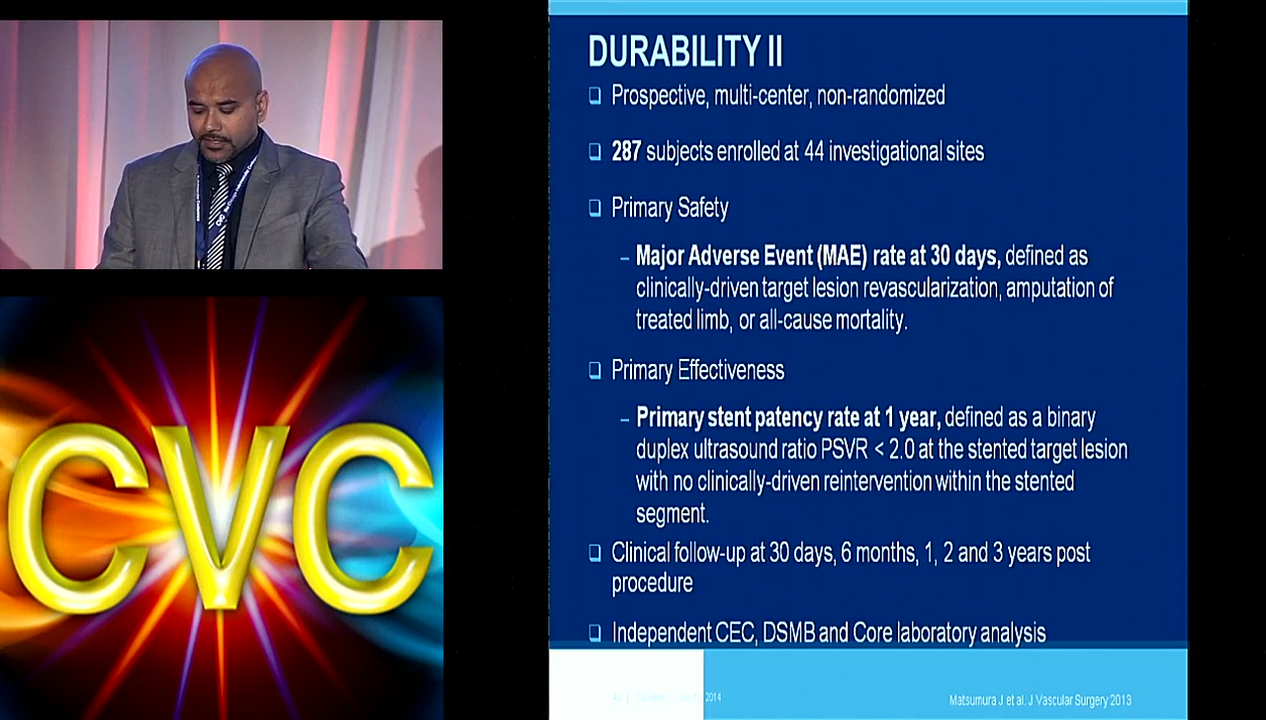 DURABILITY II
❑ Prospective, multi-center, non-randomized
❑ 287 subjects enrolled at 44 investigational sites
❑ Primary Safety
– Major Adverse Event (MAE) rate at 30 days, defined as
clinically-driven target lesion revascularization, amputation of
treated limb, or all-cause mortality.
❑ Primary Effectiveness
– Primary stent patency rate at 1 year, defined as a binary
duplex ultrasound ratio PSVR < 2.0 at the stented target lesion
with no clinically-driven reintervention within the stented
segment.
❑ Clinical follow-up at 30 days, 6 months, 1, 2 and 3 years post
procedure
❑ Independent CEC, DSMB and Core laboratory analysis
2014
Matsumura J et al. J Vascular Surgery 2013
CVC